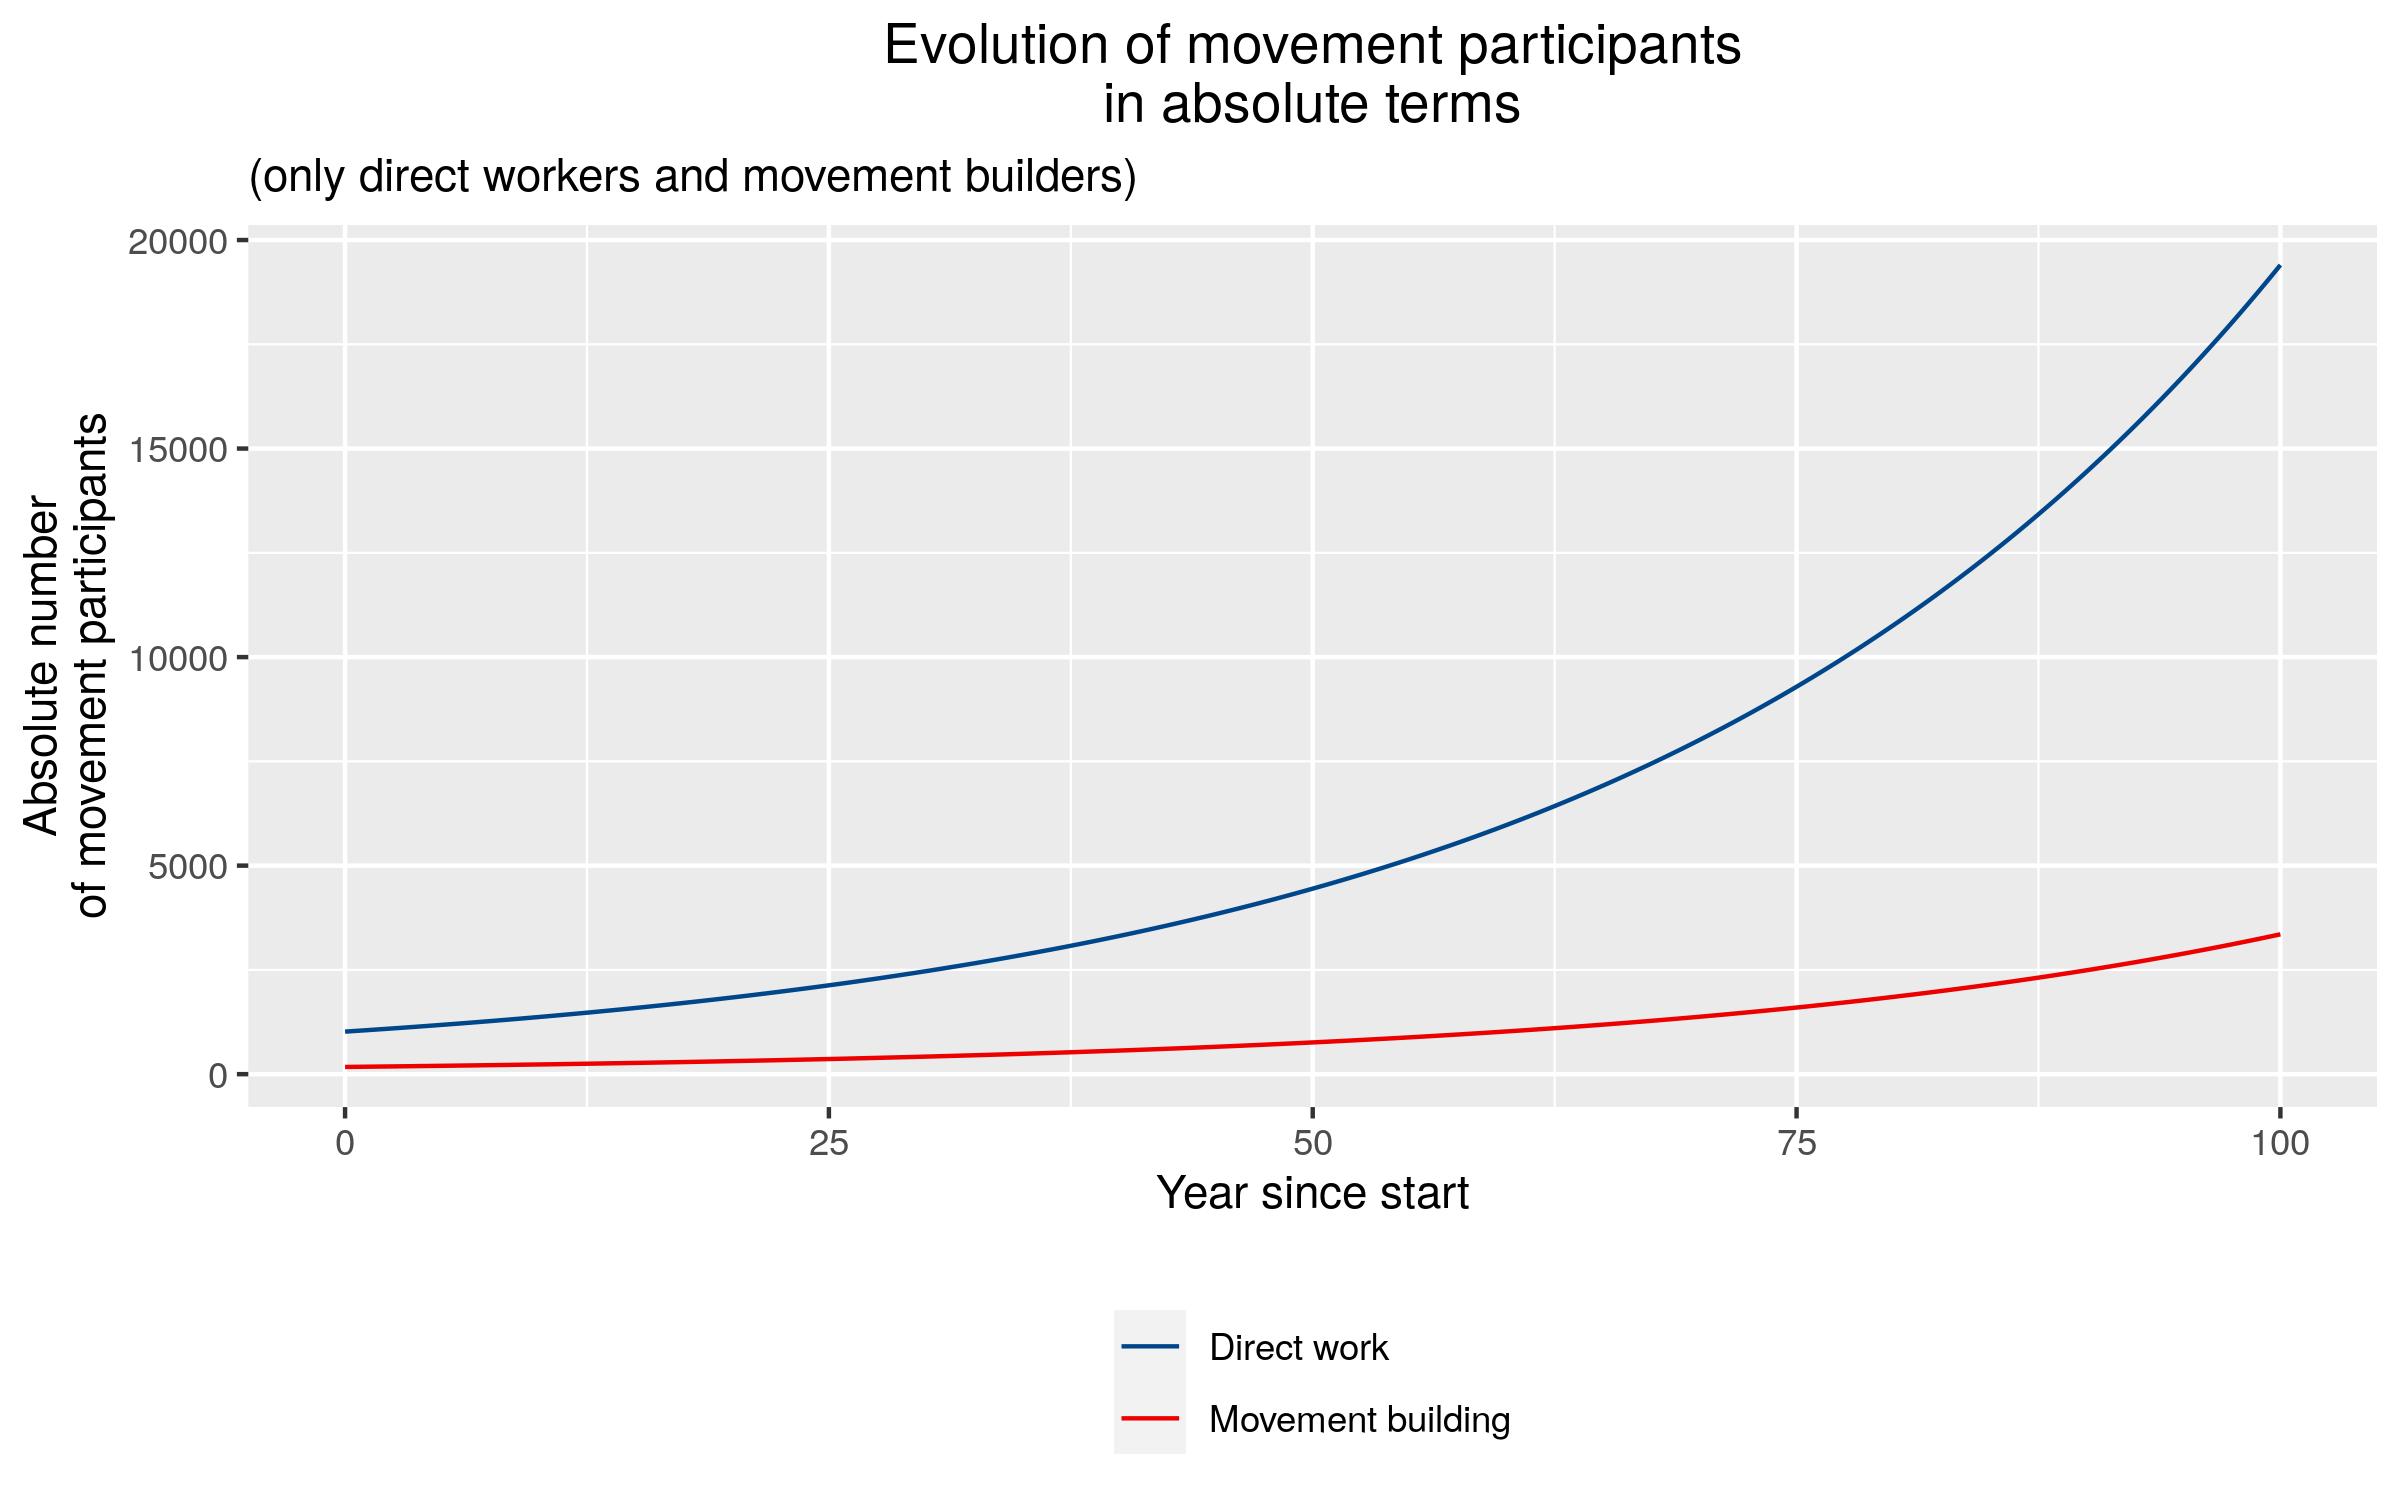 Evolution of movement participants
in absolute terms
(only direct workers and movement builders)
Absolute number
of movement participants
20000
15000
10000
5000
0
0 25 50 75 100
Year since start
Direct work
Movement building